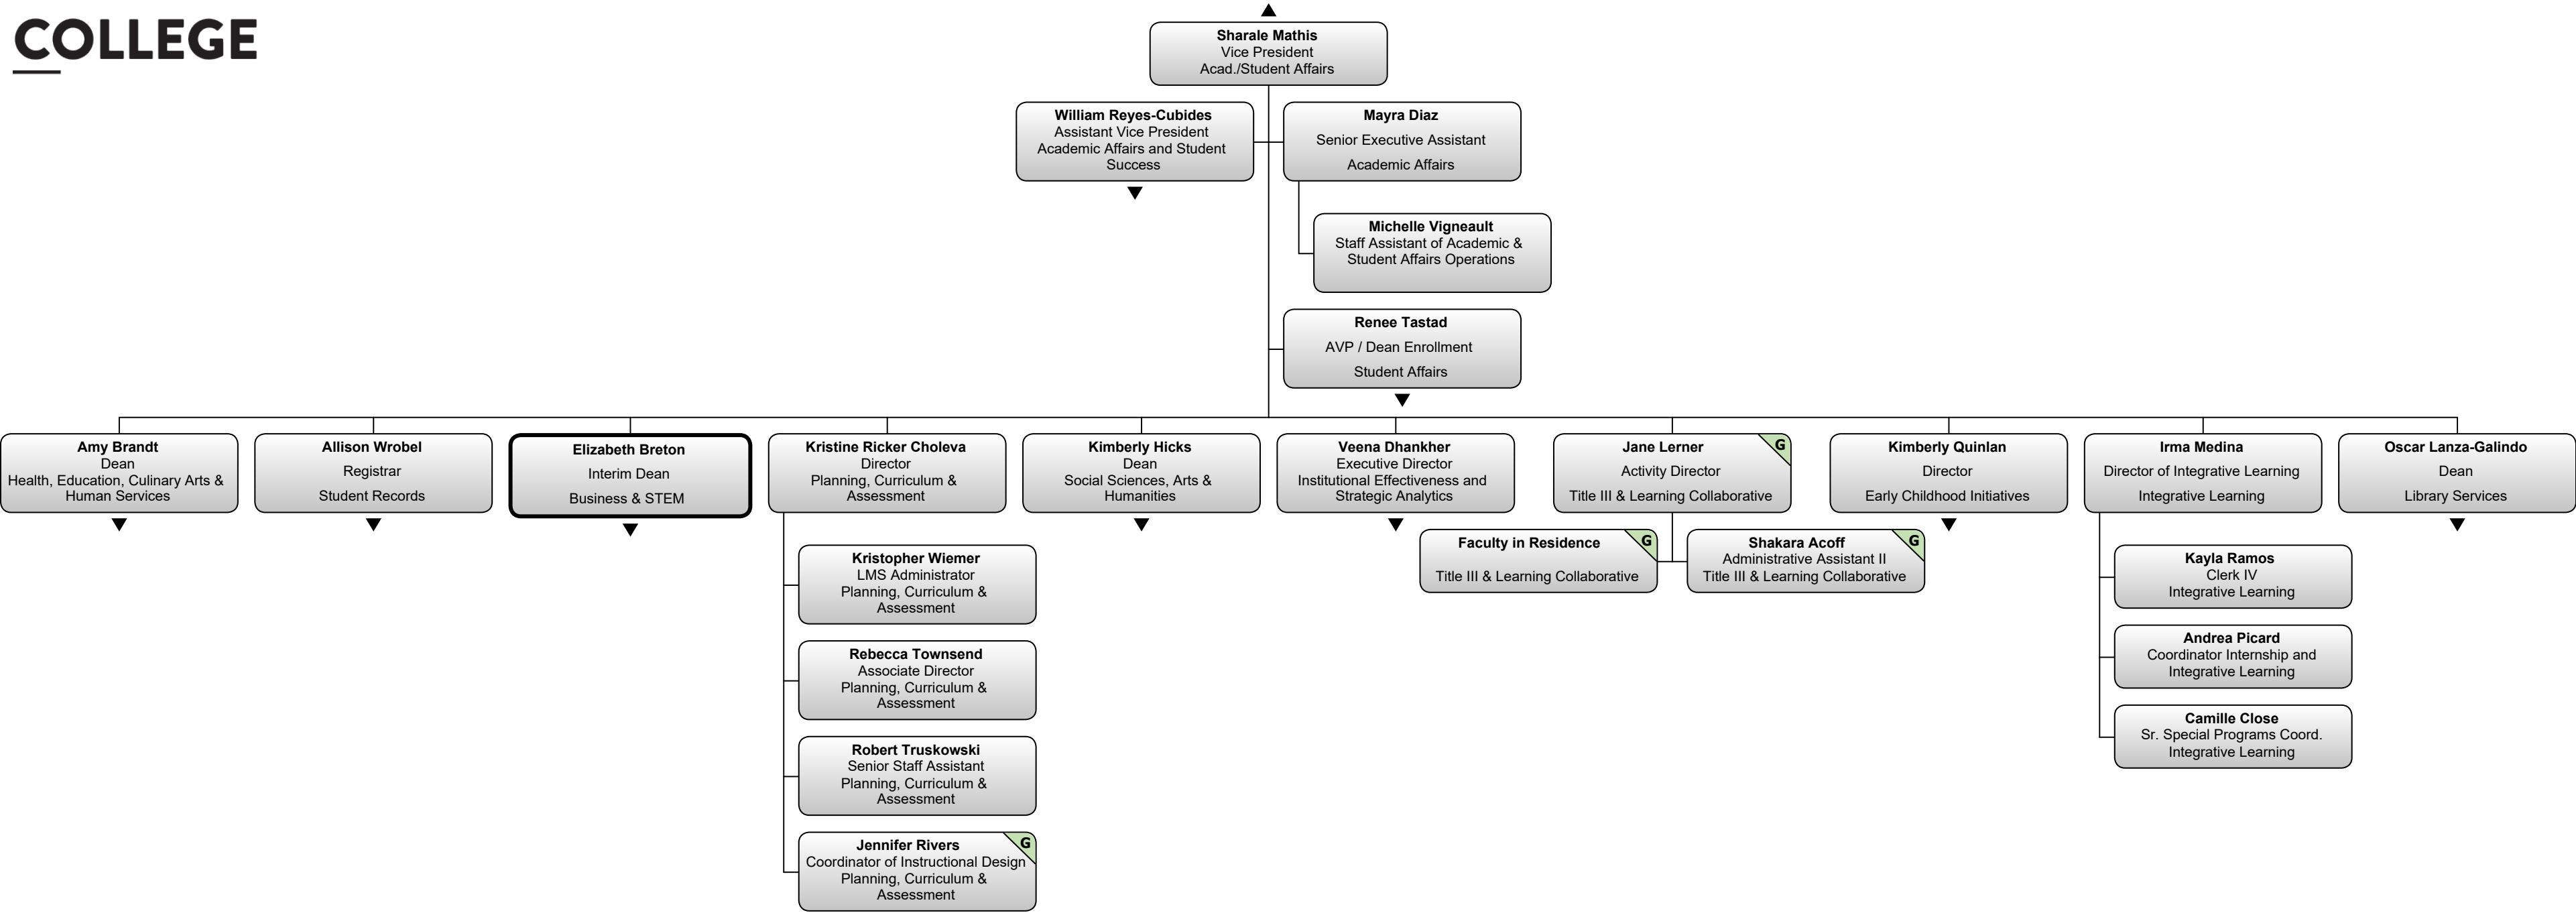 COLLEGE
Sharale Mathis
Vice President
Acad./Student Affairs
William Reyes-Cubides
Assistant Vice President
Academic Affairs and Student
Success
Mayra Diaz
Senior Executive Assistant
Academic Affairs
Michelle Vigneault
Staff Assistant of Academic &
Student Affairs Operations
Renee Tastad
AVP / Dean Enrollment
Student Affairs
Amy Brandt
Dean
Health, Education, Culinary Arts &
Human Services
Allison Wrobel
Registrar
Student Records
Elizabeth Breton
Interim Dean
Business & STEM
Kristine Ricker Choleva
Director
Planning, Curriculum &
Assessment
Kimberly Hicks
Dean
Social Sciences, Arts &
Humanities
Veena Dhankher
Executive Director
Institutional Effectiveness and
Strategic Analytics
Jane Lerner
G
Activity Director
Title III & Learning Collaborative
Kimberly Quinlan
Director
Early Childhood Initiatives
Irma Medina
Director of Integrative Learning
Integrative Learning
Oscar Lanza-Galindo
Dean
Library Services
Kristopher Wiemer
LMS Administrator
Planning, Curriculum &
Assessment
Rebecca Townsend
Associate Director
Planning, Curriculum &
Assessment
Robert Truskowski
Senior Staff Assistant
Planning, Curriculum &
Assessment
Jennifer Rivers
G
Coordinator of Instructional Design
Planning, Curriculum &
Assessment
Faculty in Residence
G
Title III & Learning Collaborative
Shakara Acoff
G
Administrative Assistant II
Title III & Learning Collaborative
Kayla Ramos
Clerk IV
Integrative Learning
Andrea Picard
Coordinator Internship and
Integrative Learning
Camille Close
Sr. Special Programs Coord.
Integrative Learning